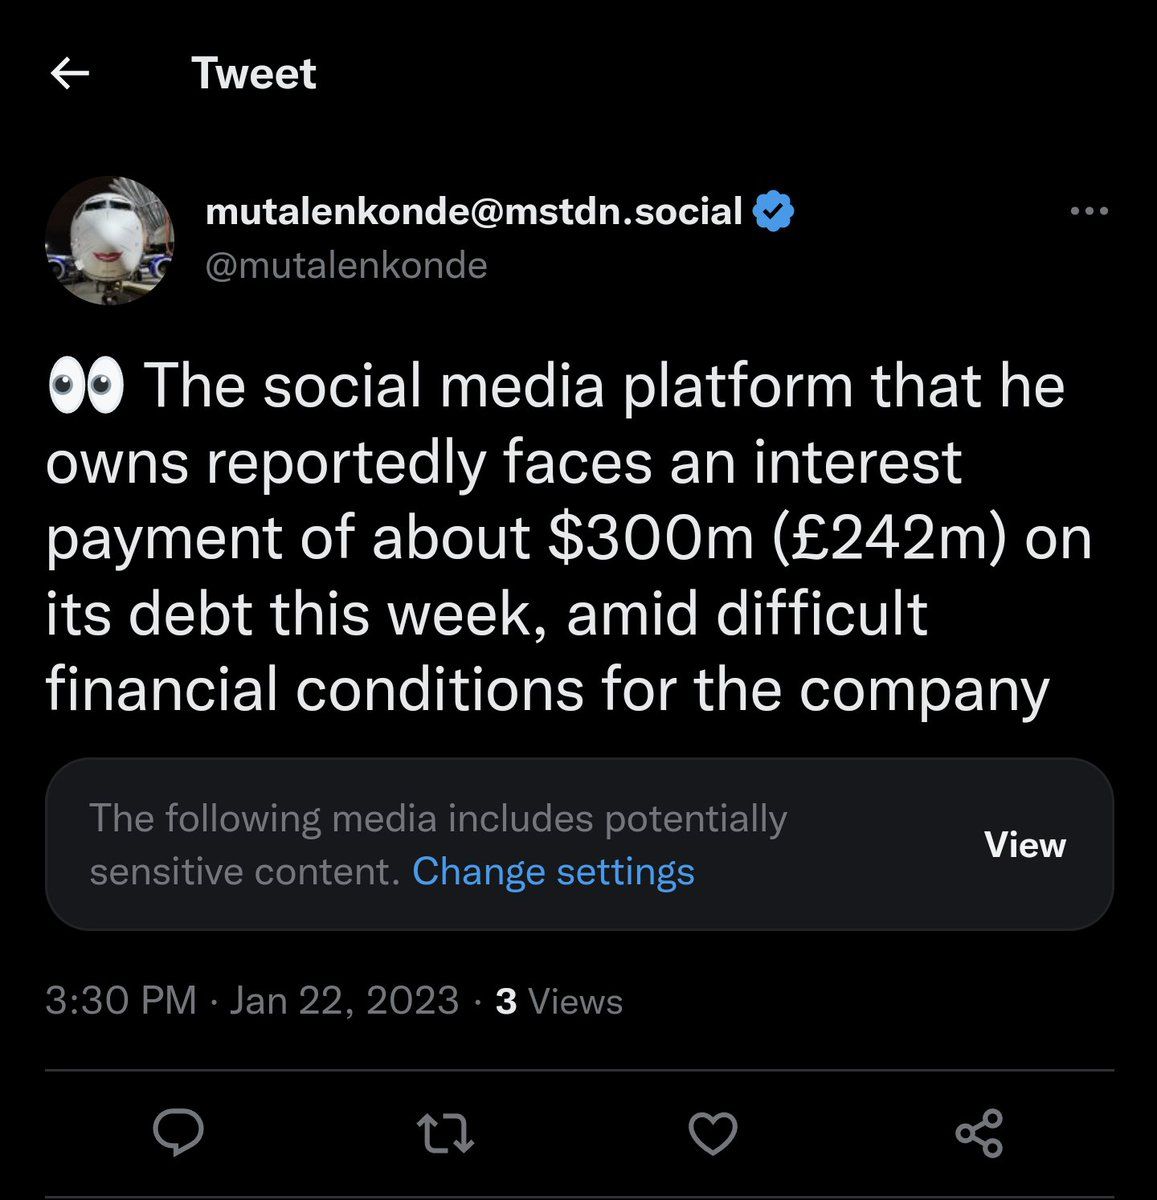 Tweet
mutalenkonde@mstdn.social
@mutalenkonde
👀 The social media platform that he
owns reportedly faces an interest
payment of about $300m (£242m) on
its debt this week, amid difficult
financial conditions for the company
The following media includes potentially
sensitive content. Change settings
View
3:30 PM · Jan 22, 2023 · 3 Views